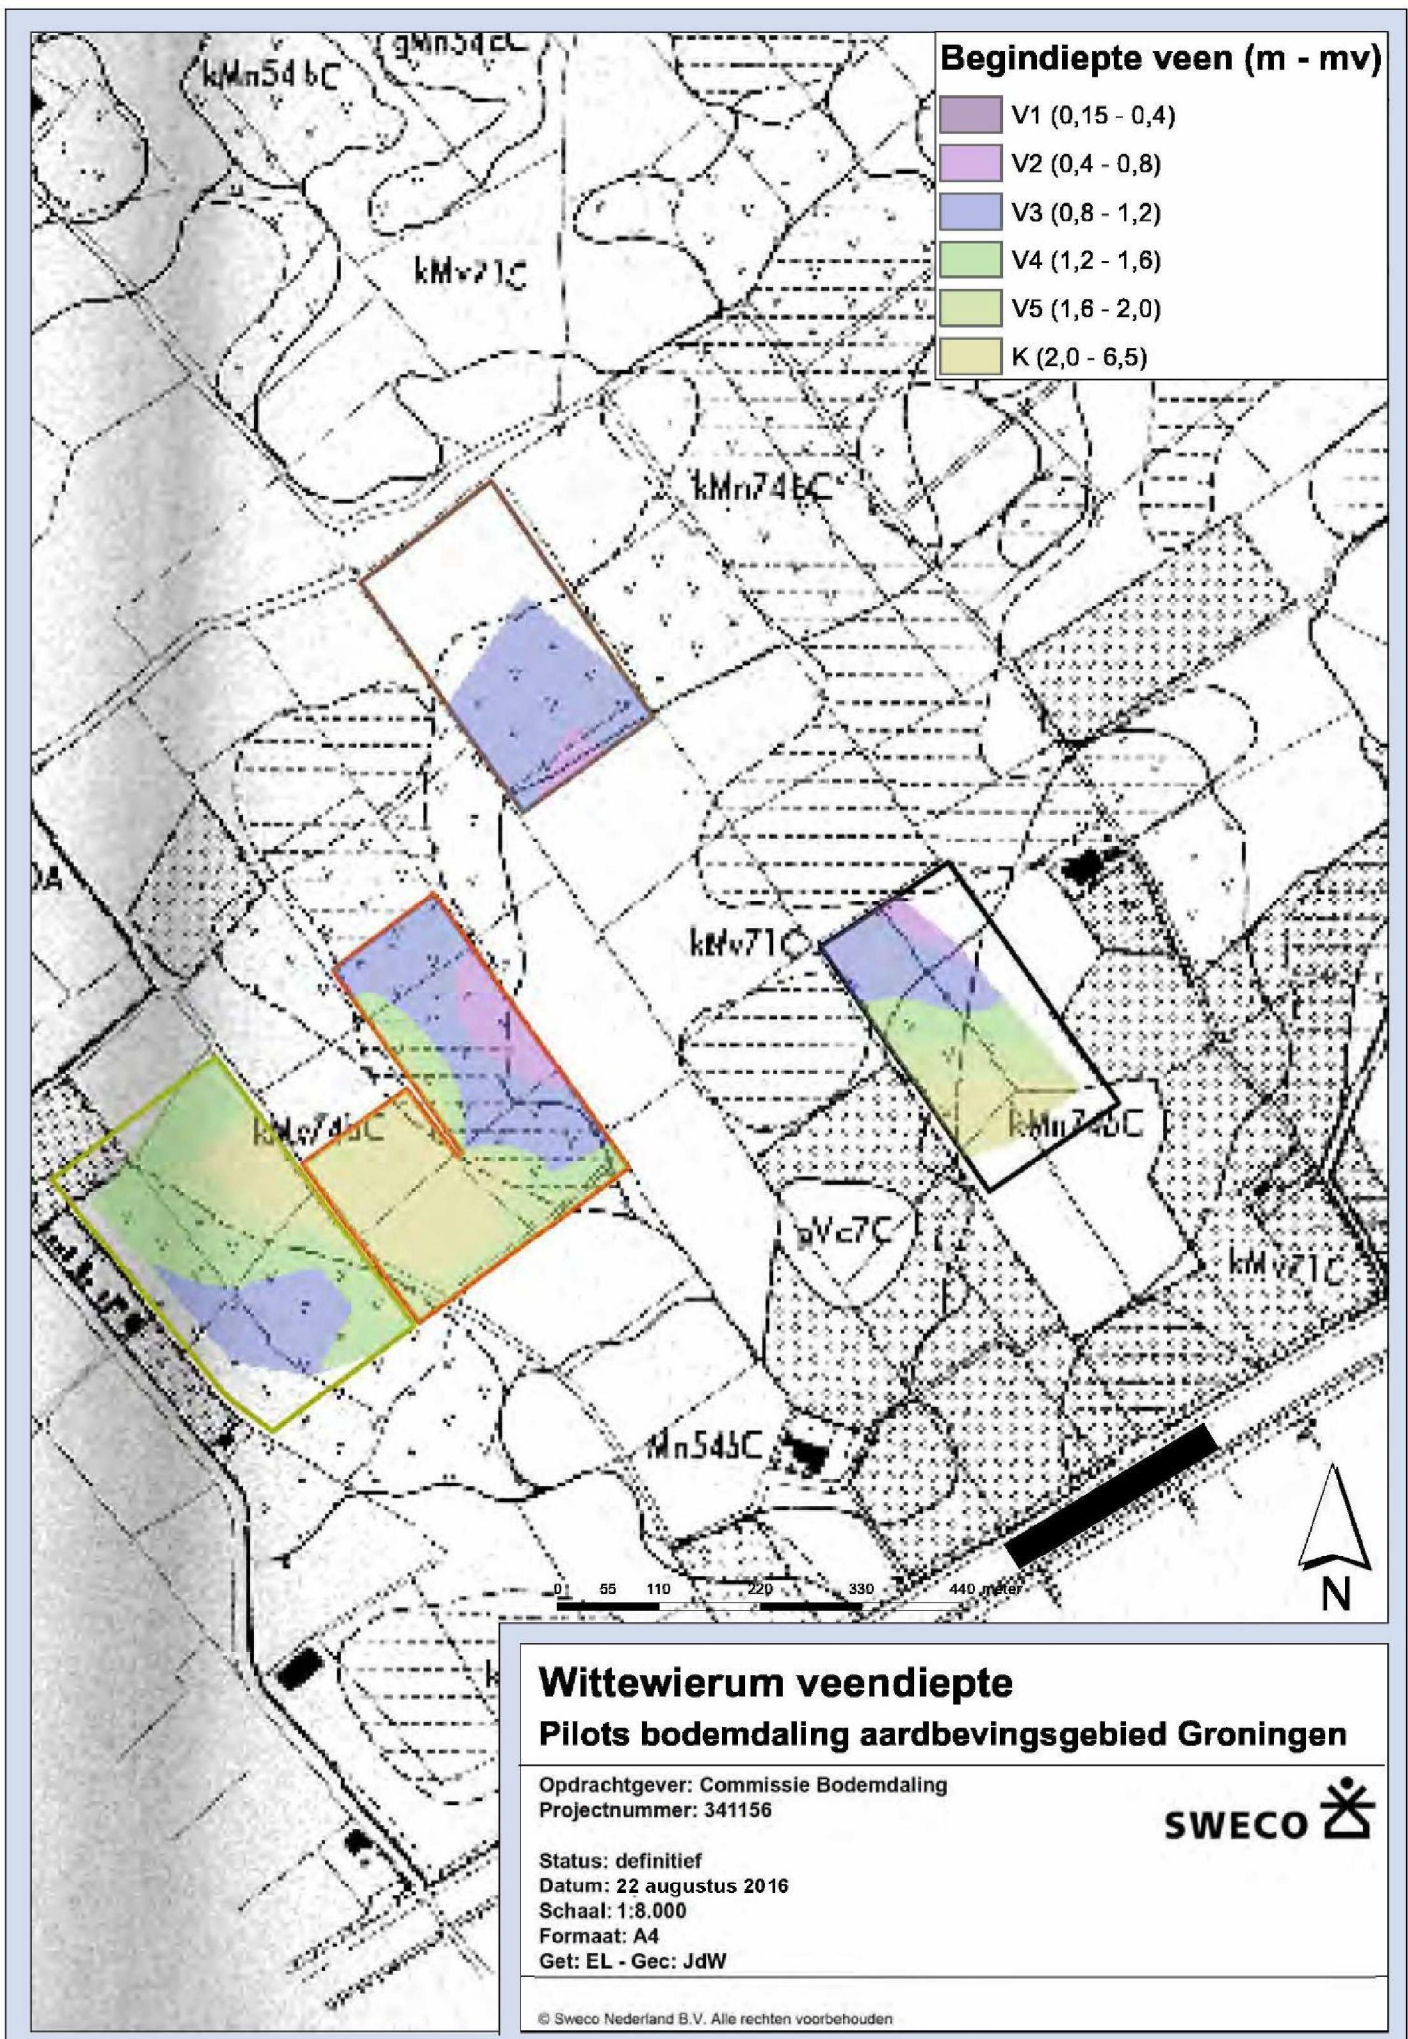 kMn54bC
gMn54bC
Begindiepte veen (m - mv)
V1 (0,15 - 0,4)
V2 (0,4 - 0,8)
V3 (0,8 - 1,2)
V4 (1,2 - 1,6)
V5 (1,6 - 2,0)
K (2,0 - 6,5)
kMv71C
kMn74bC
kMv71C
kMn74bC
kMv71C
Mn54bC
0 55 110 220 330 440 meter
N
Wittewierum veendiepte
Pilots bodemdaling aardbevingsgebied Groningen
Opdrachtgever: Commissie Bodemdaling
Projectnummer: 341156
SWECO
Status: definitief
Datum: 22 augustus 2016
Schaal: 1:8.000
Formaat: A4
Get: EL - Gec: JdW
© Sweco Nederland B.V. Alle rechten voorbehouden